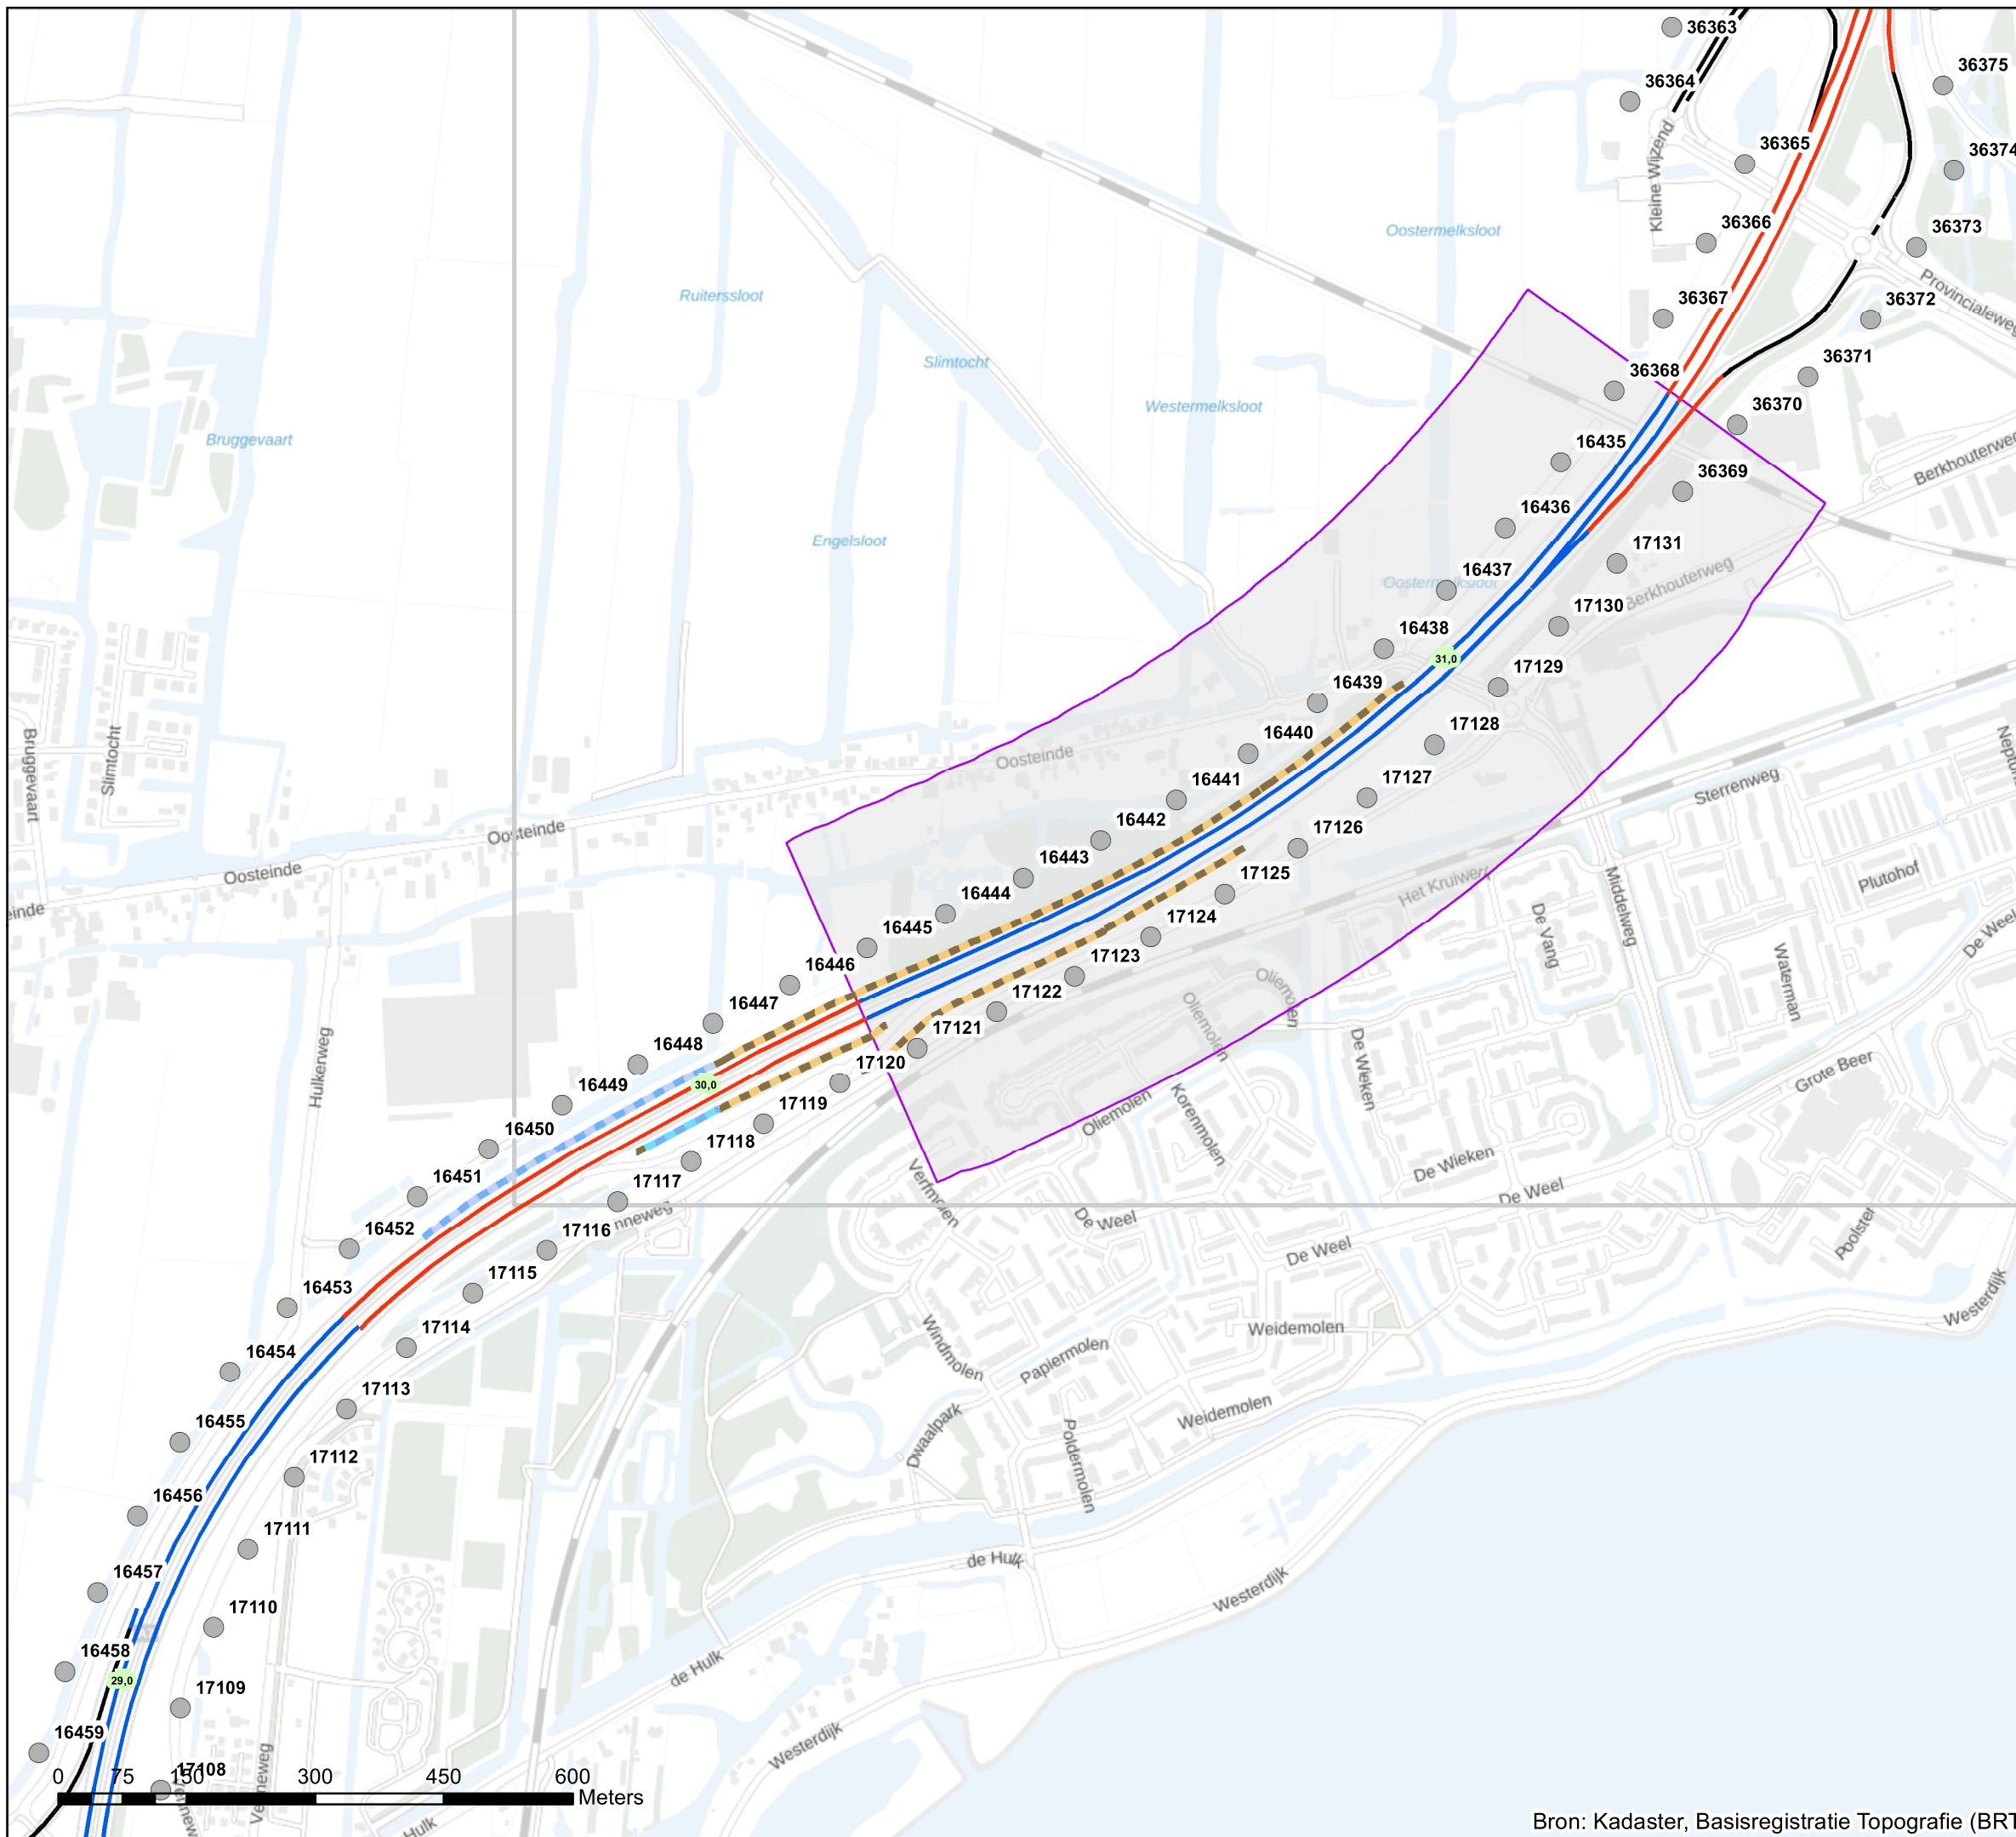 36363
36375
36364
36365
36374
Kleine Wijzend
36366
36373
Oostermelksloot
Provincialeweg
36367
36372
Ruiterssloot
Slimtocht
36368
36371
36370
Westermelksloot
Bruggevaart
16435
36369
Berkhouterweg
16436
Engelsloot
16437
17131
Oostermelksloot
Berkhouterweg
17130
16438
31,0
17129
16439
17128
16440
Bruggevaart
Slimtocht
Oosteinde
16441
17127
Sterrenweg
16442
17126
Oosteinde
16443
17125
Het Kruiwerk
Plutohof
Oosteinde
16444
17124
De Vang
Middelweg
De Weel
einde
16445
17123
16446
17122
Oliemolen
Oliemolen
Waterman
16447
17121
Hulkerweg
16448
17120
De Wieken
Grote Beer
16449
30,0
17119
Oliemolen
Korenmolen
16450
17118
16451
17117
Verfmolen
De Wieken
De Weel
nneweg
De Weel
16452
17116
De Weel
Poolster
16453
17115
Westerdijk
16454
17114
Windmolen
Papiermolen
Weidemolen
17113
16455
Dwaalpark
Poldermolen
Weidemolen
17112
16456
17111
16457
de Hulk
Westerdijk
17110
16458
29,0
de Hulk
17109
16459
Westerdijk
17108
0 75 150 300 450 600
Meters
Hulk
Bron: Kadaster, Basisregistratie Topografie (BRT